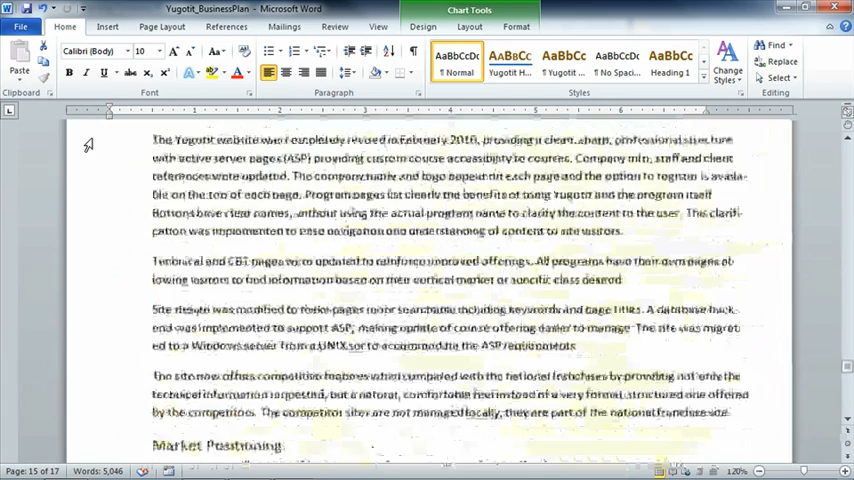 Yugotit_BusinessPlan - Microsoft Word
Chart Tools
File Home Insert Page Layout References Mailings Review View Design Layout Format
Paste
Clipboard
Calibri (Body) 10
Font
Paragraph
AaBbCcDc AaBbCc AaBbCc AaBbCcDc AaBbCc
¶ Normal Yugotit H... ¶ Yugotit ... ¶ No Spaci... Heading 1
Change Styles
Styles
Find
Replace
Select
Editing
The Yugotit website was completely revised in February 2010, providing a clean, sharp, professional structure
with active server pages (ASP) providing custom course accessibility to courses. Company info, staff and client
references were updated. The company name and logo appear on each page and the option to register is availa-
ble on the top of each page. Program pages list clearly the benefits of using Yugotit and the program itself
Buttons have clear names, without using the actual program name to clarify the content to the user. This clarifi-
cation was implemented to ease navigation and understanding of content to site visitors.
Technical and CBT pages were updated to reinforce improved offerings. All programs have their own pages al-
lowing visitors to find information based on their vertical market or specific class desired
Site design was modified to make pages more searchable including keywords and page titles. A database back
end was implemented to support ASP, making update of course offering easier to manage. The site was migrat
ed to a Windows server from a UNIX to accommodate the ASP requirements
The site now offers competitive features when compared with the national franchises by providing not only the
technical information requested, but a natural, comfortable feel instead of a very formal, structured one offered
by the competitors. The competitor sites are not managed locally, they are part of the national franchise site
Market Positioning
Page: 15 of 17 Words: 5,046 120%